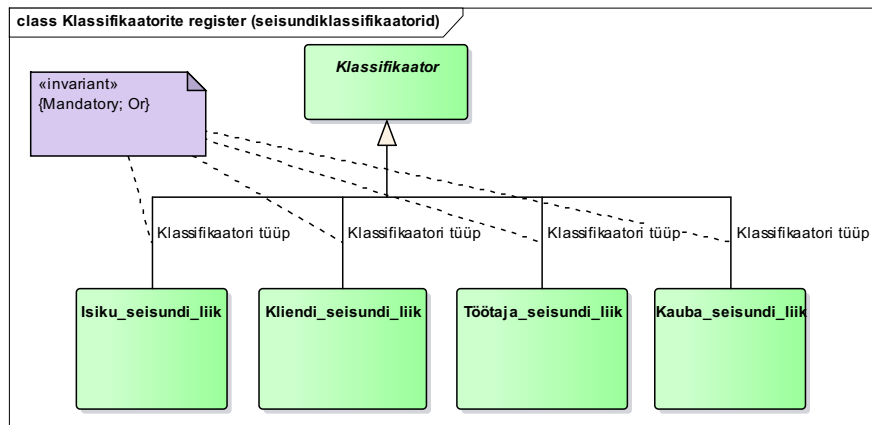 class Klassifikaatorite register (seisundiklassifikaatorid)
Klassifikaator
«invariant»
{Mandatory; Or}
Klassifikaatori tüüp
Klassifikaatori tüüp
Klassifikaatori tüüp
Klassifikaatori tüüp
Isiku_seisundi_liik
Kliendi_seisundi_liik
Töötaja_seisundi_liik
Kauba_seisundi_liik